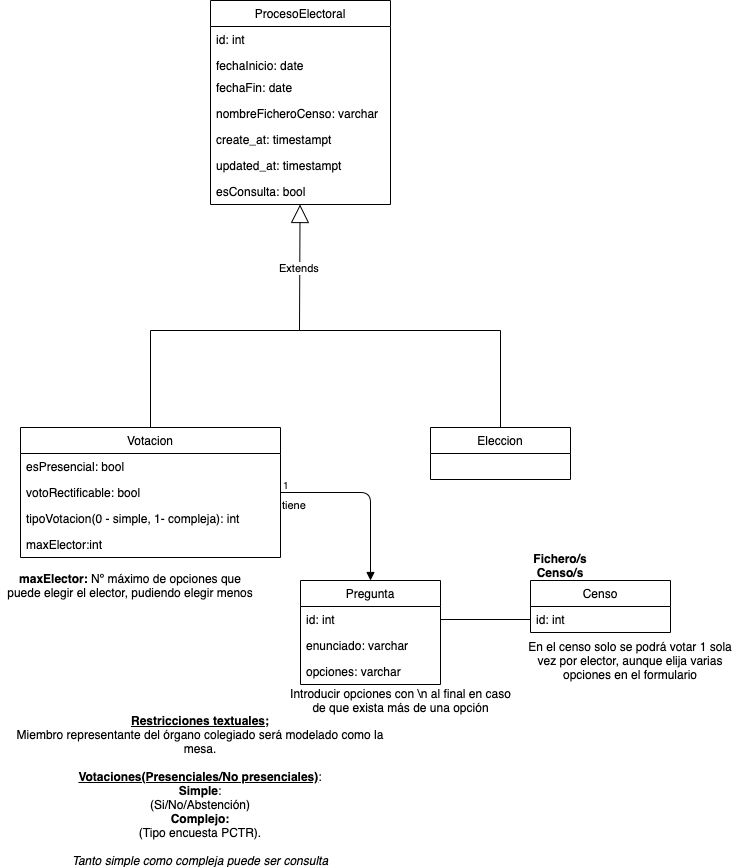 ProcesoElectoral
id: int
fechaInicio: date
fechaFin: date
nombreFicheroCenso: varchar
create_at: timestampt
updated_at: timestampt
esConsulta: bool
Extends
Votacion
esPresencial: bool
votoRectificable: bool
tipoVotacion(0 - simple, 1- compleja): int
maxElector:int
Eleccion
1
tiene
maxElector: N° máximo de opciones que
puede elegir el elector, pudiendo elegir menos
Pregunta
id: int
enunciado: varchar
opciones: varchar
Introducir opciones con \n al final en caso
de que exista más de una opción
Fichero/s
Censo/s
Censo
id: int
En el censo solo se podrá votar 1 sola
vez por elector, aunque elija varias
opciones en el formulario
Restricciones textuales;
Miembro representante del órgano colegiado será modelado como la
mesa.
Votaciones(Presenciales/No presenciales):
Simple:
(Si/No/Abstención)
Complejo:
(Tipo encuesta PCTR).
Tanto simple como compleja puede ser consulta